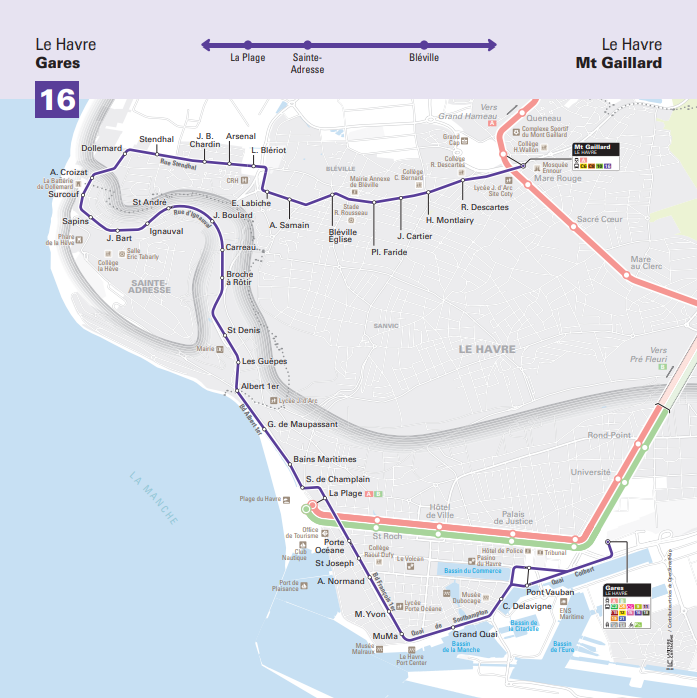 Le Havre
Gares
La Plage
Sainte-
Adresse
Bléville
Le Havre
Mt Gaillard
16
Vers
Grand Hameau
A
Queneau
Complexe Sportif
du Mont Gaillard
Collège
H.Wallon
Grand
Cap
Mosquée
Ennour
Mt Gaillard
LE HAVRE
Mare Rouge
Lycée J. d'Arc
Site Coty
Collège
R. Descartes
R. Descartes
Sacré Cœur
Mare
au Clerc
Dollemard
Stendhal
J. B.
Chardin
Arsenal
L. Blériot
Rue Stendhal
CRH
A. Croizat
La Batterie
de Dollemard
Surcouf
Sapins
Phare
de la Hève
J. Bart
Collège
la Hève
Salle
Eric Tabarly
Ignauval
St André
Rue d'Ignauval
J. Boulard
Carreau
Broche
à Rôtir
E. Labiche
A. Samain
BLÉVILLE
Stade
R. Rousseau
Bléville
Église
Mairie Annexe
de Bléville
Pl. Faride
Collège
C. Bernard
J. Cartier
H. Montlairy
SAINTE-
ADRESSE
St Denis
Mairie
Les Guêpes
Albert 1er
Lycée J. d'Arc
Bd Albert 1er
G. de Maupassant
Bains Maritimes
S. de Champlain
La Plage A B
Plage du Havre
SANVIC
LE HAVRE
Vers
Pré Fleuri
B
Rond-Point
Université
LA MANCHE
Hôtel
de Ville
Palais
de Justice
St Roch
Office
de Tourisme
Club
Nautique
Porte
Océane
St Joseph
Port de
Plaisance
A. Normand
Collège
Raoul Dufy
Le Volcan
Lycée
Porte Océane
M. Yvon
MuMa
Musée
Malraux
Le Havre
Port Center
Quai de Southampton
Grand Quai
Bassin
de la Manche
Musée
Dubocage
Bassin du Commerce
Hôtel de Police
Tribunal
Pasino
du Havre
Pont Vauban
Quai Colbert
C. Delavigne
Bassin de
la Citadelle
ENS
Maritime
Bassin
de l'Eure
Gares
LE HAVRE